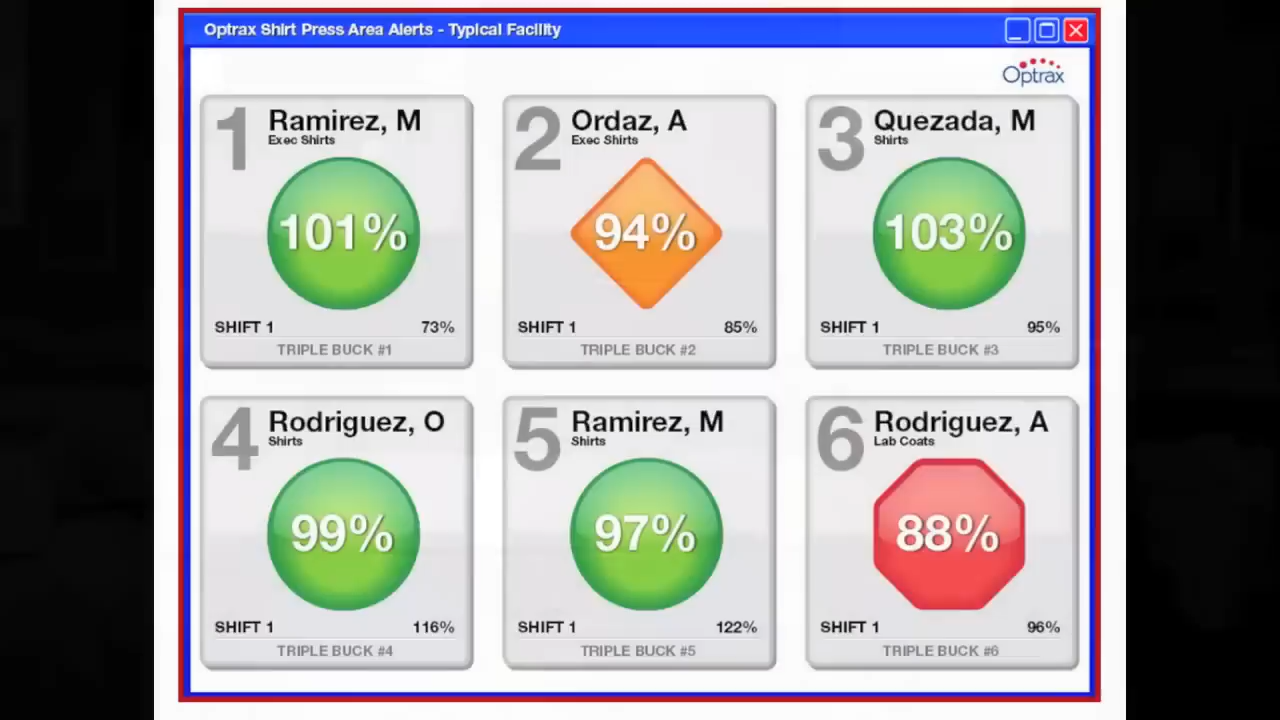 Optrax Shirt Press Area Alerts - Typical Facility
Optrax
1
Ramirez, M
Exec Shirts
101%
SHIFT 1 73%
TRIPLE BUCK #1
2
Ordaz, A
Exec Shirts
94%
SHIFT 1 85%
TRIPLE BUCK #2
3
Quezada, M
Shirts
103%
SHIFT 1 95%
TRIPLE BUCK #3
4
Rodriguez, O
Shirts
99%
SHIFT 1 116%
TRIPLE BUCK #4
5
Ramirez, M
Shirts
97%
SHIFT 1 122%
TRIPLE BUCK #5
6
Rodriguez, A
Lab Coats
88%
SHIFT 1 96%
TRIPLE BUCK #6